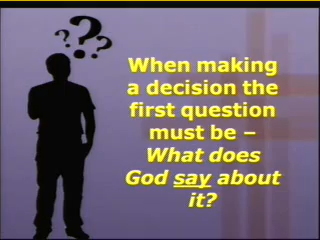 ? ? ?
When making
a decision the
first question
must be –
What does
God say about
it?